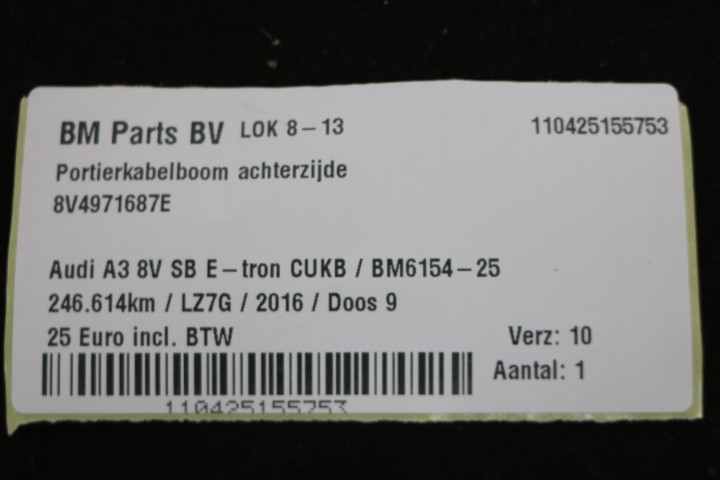 BM Parts BV LOK 8-13 110425155753
Portierkabelboom achterzijde
8V4971687E
Audi A3 8V SB E-tron CUKB / BM6154-25
246.614km / LZ7G / 2016 / Doos 9
25 Euro incl. BTW Verz: 10
Aantal: 1
110425155753